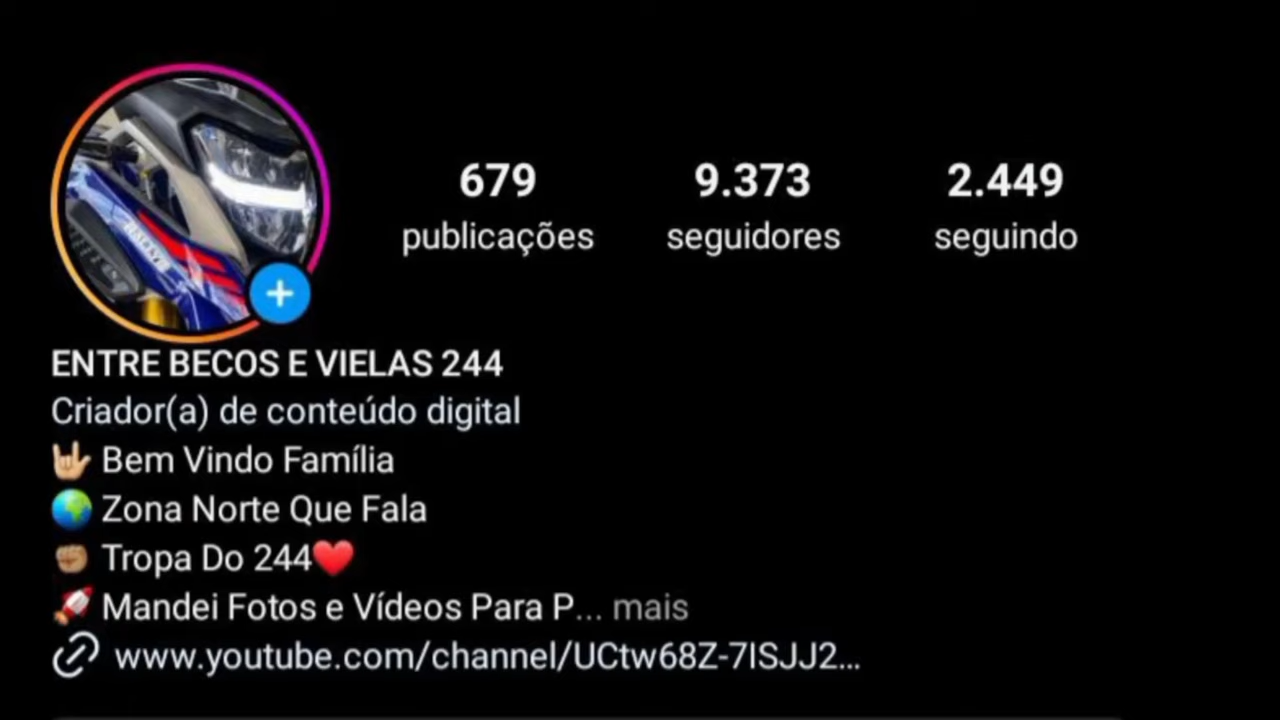 679 9.373 2.449
publicações seguidores seguindo
ENTRE BECOS E VIELAS 244
Criador(a) de conteúdo digital
🤟🏼 Bem Vindo Família
🌍 Zona Norte Que Fala
✊🏽 Tropa Do 244❤️
🚀 Mandei Fotos e Vídeos Para P... mais
www.youtube.com/channel/UCtw68Z-7ISJJ2...